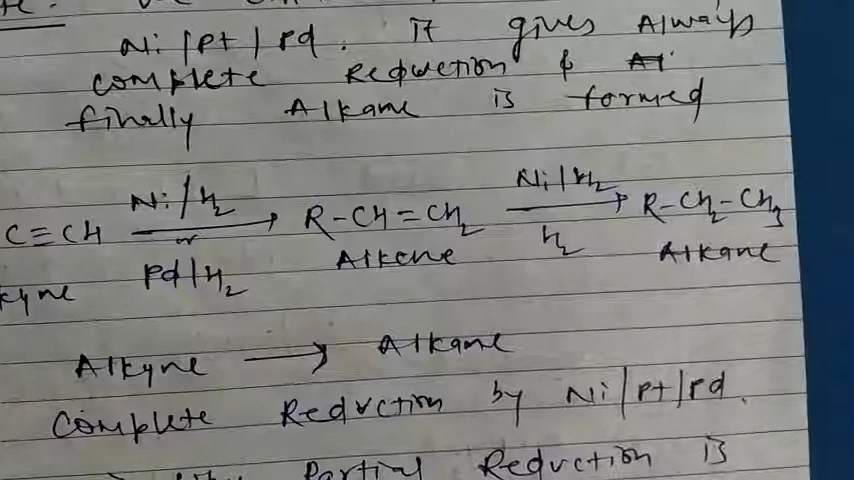 Ni/Pt/Pd. It gives Always
complete Reduction &
finally Alkane is formed
C≡CH Ni/H2 or Pd/H2 → R-CH=CH2 Ni/H2 H2 → R-CH2-CH3
kyne Alkene Alkane
Alkyne → Alkane
Complete Reduction by Ni/Pt/Pd.
Partial Reduction is